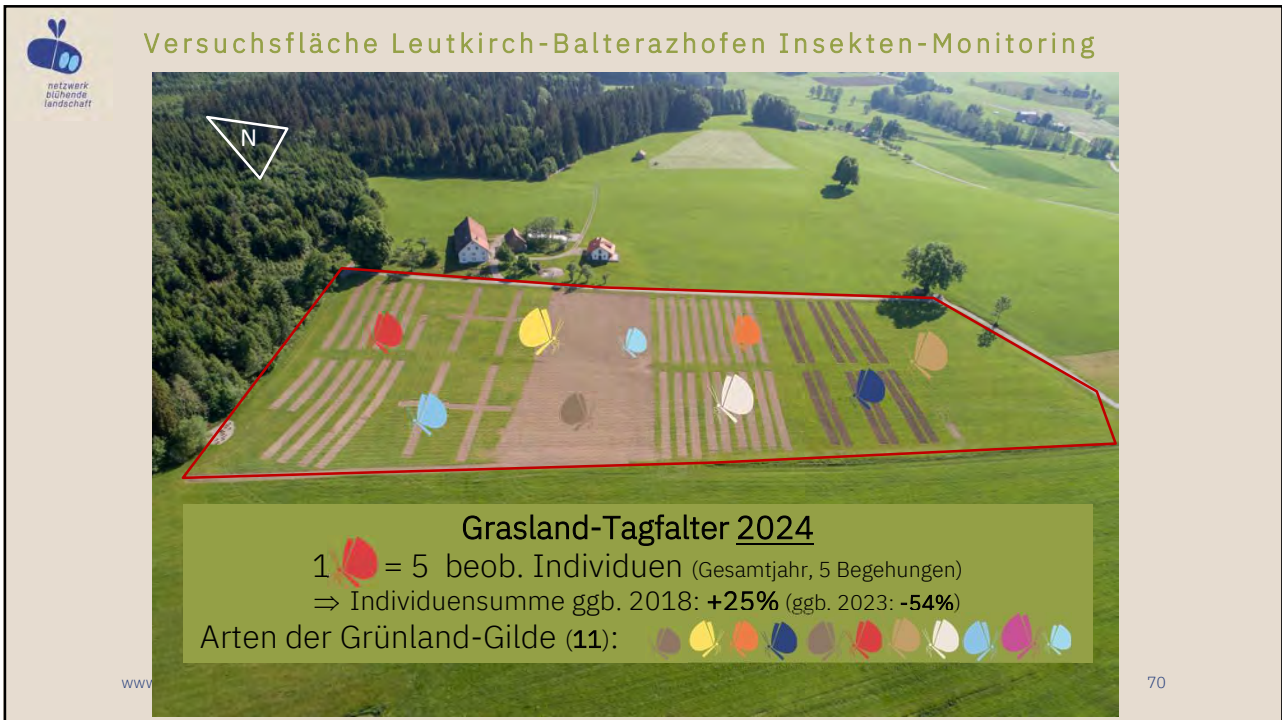 netzwerk
blühende
landschaft
Versuchsfläche Leutkirch-Balterazhofen Insekten-Monitoring
N
Grasland-Tagfalter 2024
1 = 5 beob. Individuen (Gesamtjahr, 5 Begehungen)
⇒ Individuensumme ggb. 2018: +25% (ggb. 2023: -54%)
Arten der Grünland-Gilde (11):
www
70